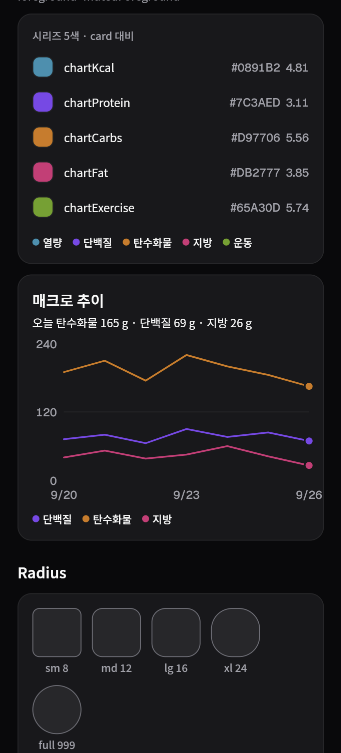 시리즈 5색 · card 대비
chartKcal #0891B2 4.81
chartProtein #7C3AED 3.11
chartCarbs #D97706 5.56
chartFat #DB2777 3.85
chartExercise #65A30D 5.74
열량 단백질 탄수화물 지방 운동
매크로 추이
오늘 탄수화물 165 g · 단백질 69 g · 지방 26 g
240
120
0
9/20 9/23 9/26
단백질 탄수화물 지방
Radius
sm 8 md 12 lg 16 xl 24
full 999